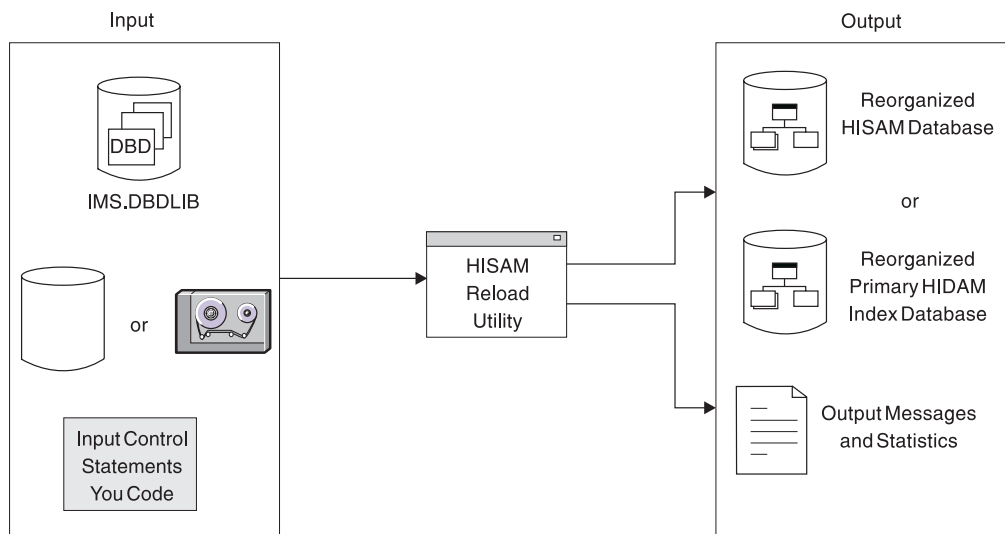 Input
DBD
IMS.DBDLIB
or
Input Control
Statements
You Code
HISAM
Reload
Utility
Output
Reorganized
HISAM Database
or
Reorganized
Primary HIDAM
Index Database
Output Messages
and Statistics